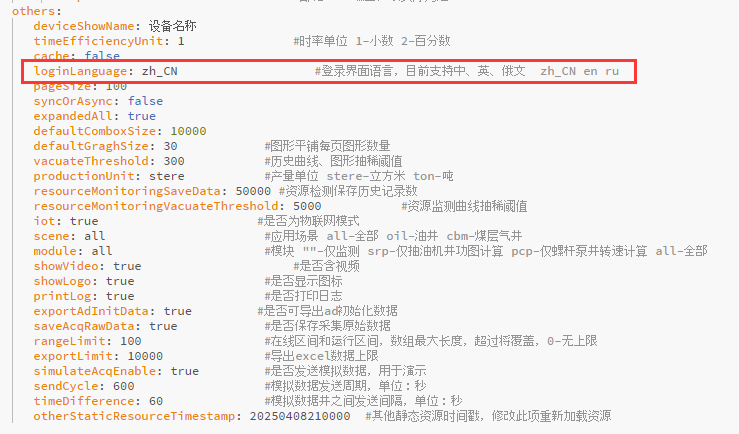 others:
deviceShowName: 设备名称
timeEfficiencyUnit: 1 #时率单位 1-小数 2-百分数
cache: false
loginLanguage: zh_CN #登录界面语言，目前支持中、英、俄文 zh_CN en ru
pageSize: 100
syncOrAsync: false
expandedAll: true
defaultComboxSize: 10000
defaultGraghSize: 30 #图形平铺每页图形数量
vacuateThreshold: 300 #历史曲线、图形抽稀阈值
productionUnit: stere #产量单位 stere-立方米 ton-吨
resourceMonitoringSaveData: 50000 #资源检测保存历史记录数
resourceMonitoringVacuateThreshold: 5000 #资源监测曲线抽稀阈值
iot: true #是否为物联网模式
scene: all #应用场景 all-全部 oil-油井 cbm-煤层气井
module: all #模块 ""-仅监测 srp-仅抽油机井功图计算 pcp-仅螺杆泵井转速计算 all-全部
showVideo: true #是否含视频
showLogo: true #是否显示图标
printLog: true #是否打印日志
exportAdInitData: true #是否可导出ad初始化数据
saveAcqRawData: true #是否保存采集原始数据
rangeLimit: 100 #在线区间和运行区间，数组最大长度，超过将覆盖，0-无上限
exportLimit: 10000 #导出excel数据上限
simulateAcqEnable: true #是否发送模拟数据，用于演示
sendCycle: 600 #模拟数据发送周期，单位：秒
timeDifference: 60 #模拟数据井之间发送间隔，单位：秒
otherStaticResourceTimestamp: 20250408210000 #其他静态资源时间戳，修改此项重新加载资源